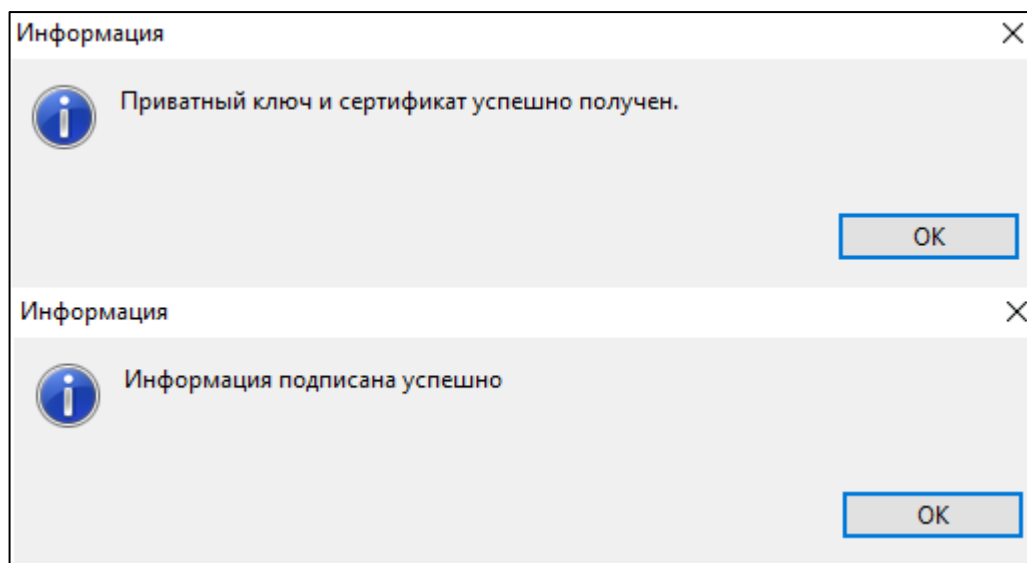 Информация
Приватный ключ и сертификат успешно получен.
OK
Информация
Информация подписана успешно
OK